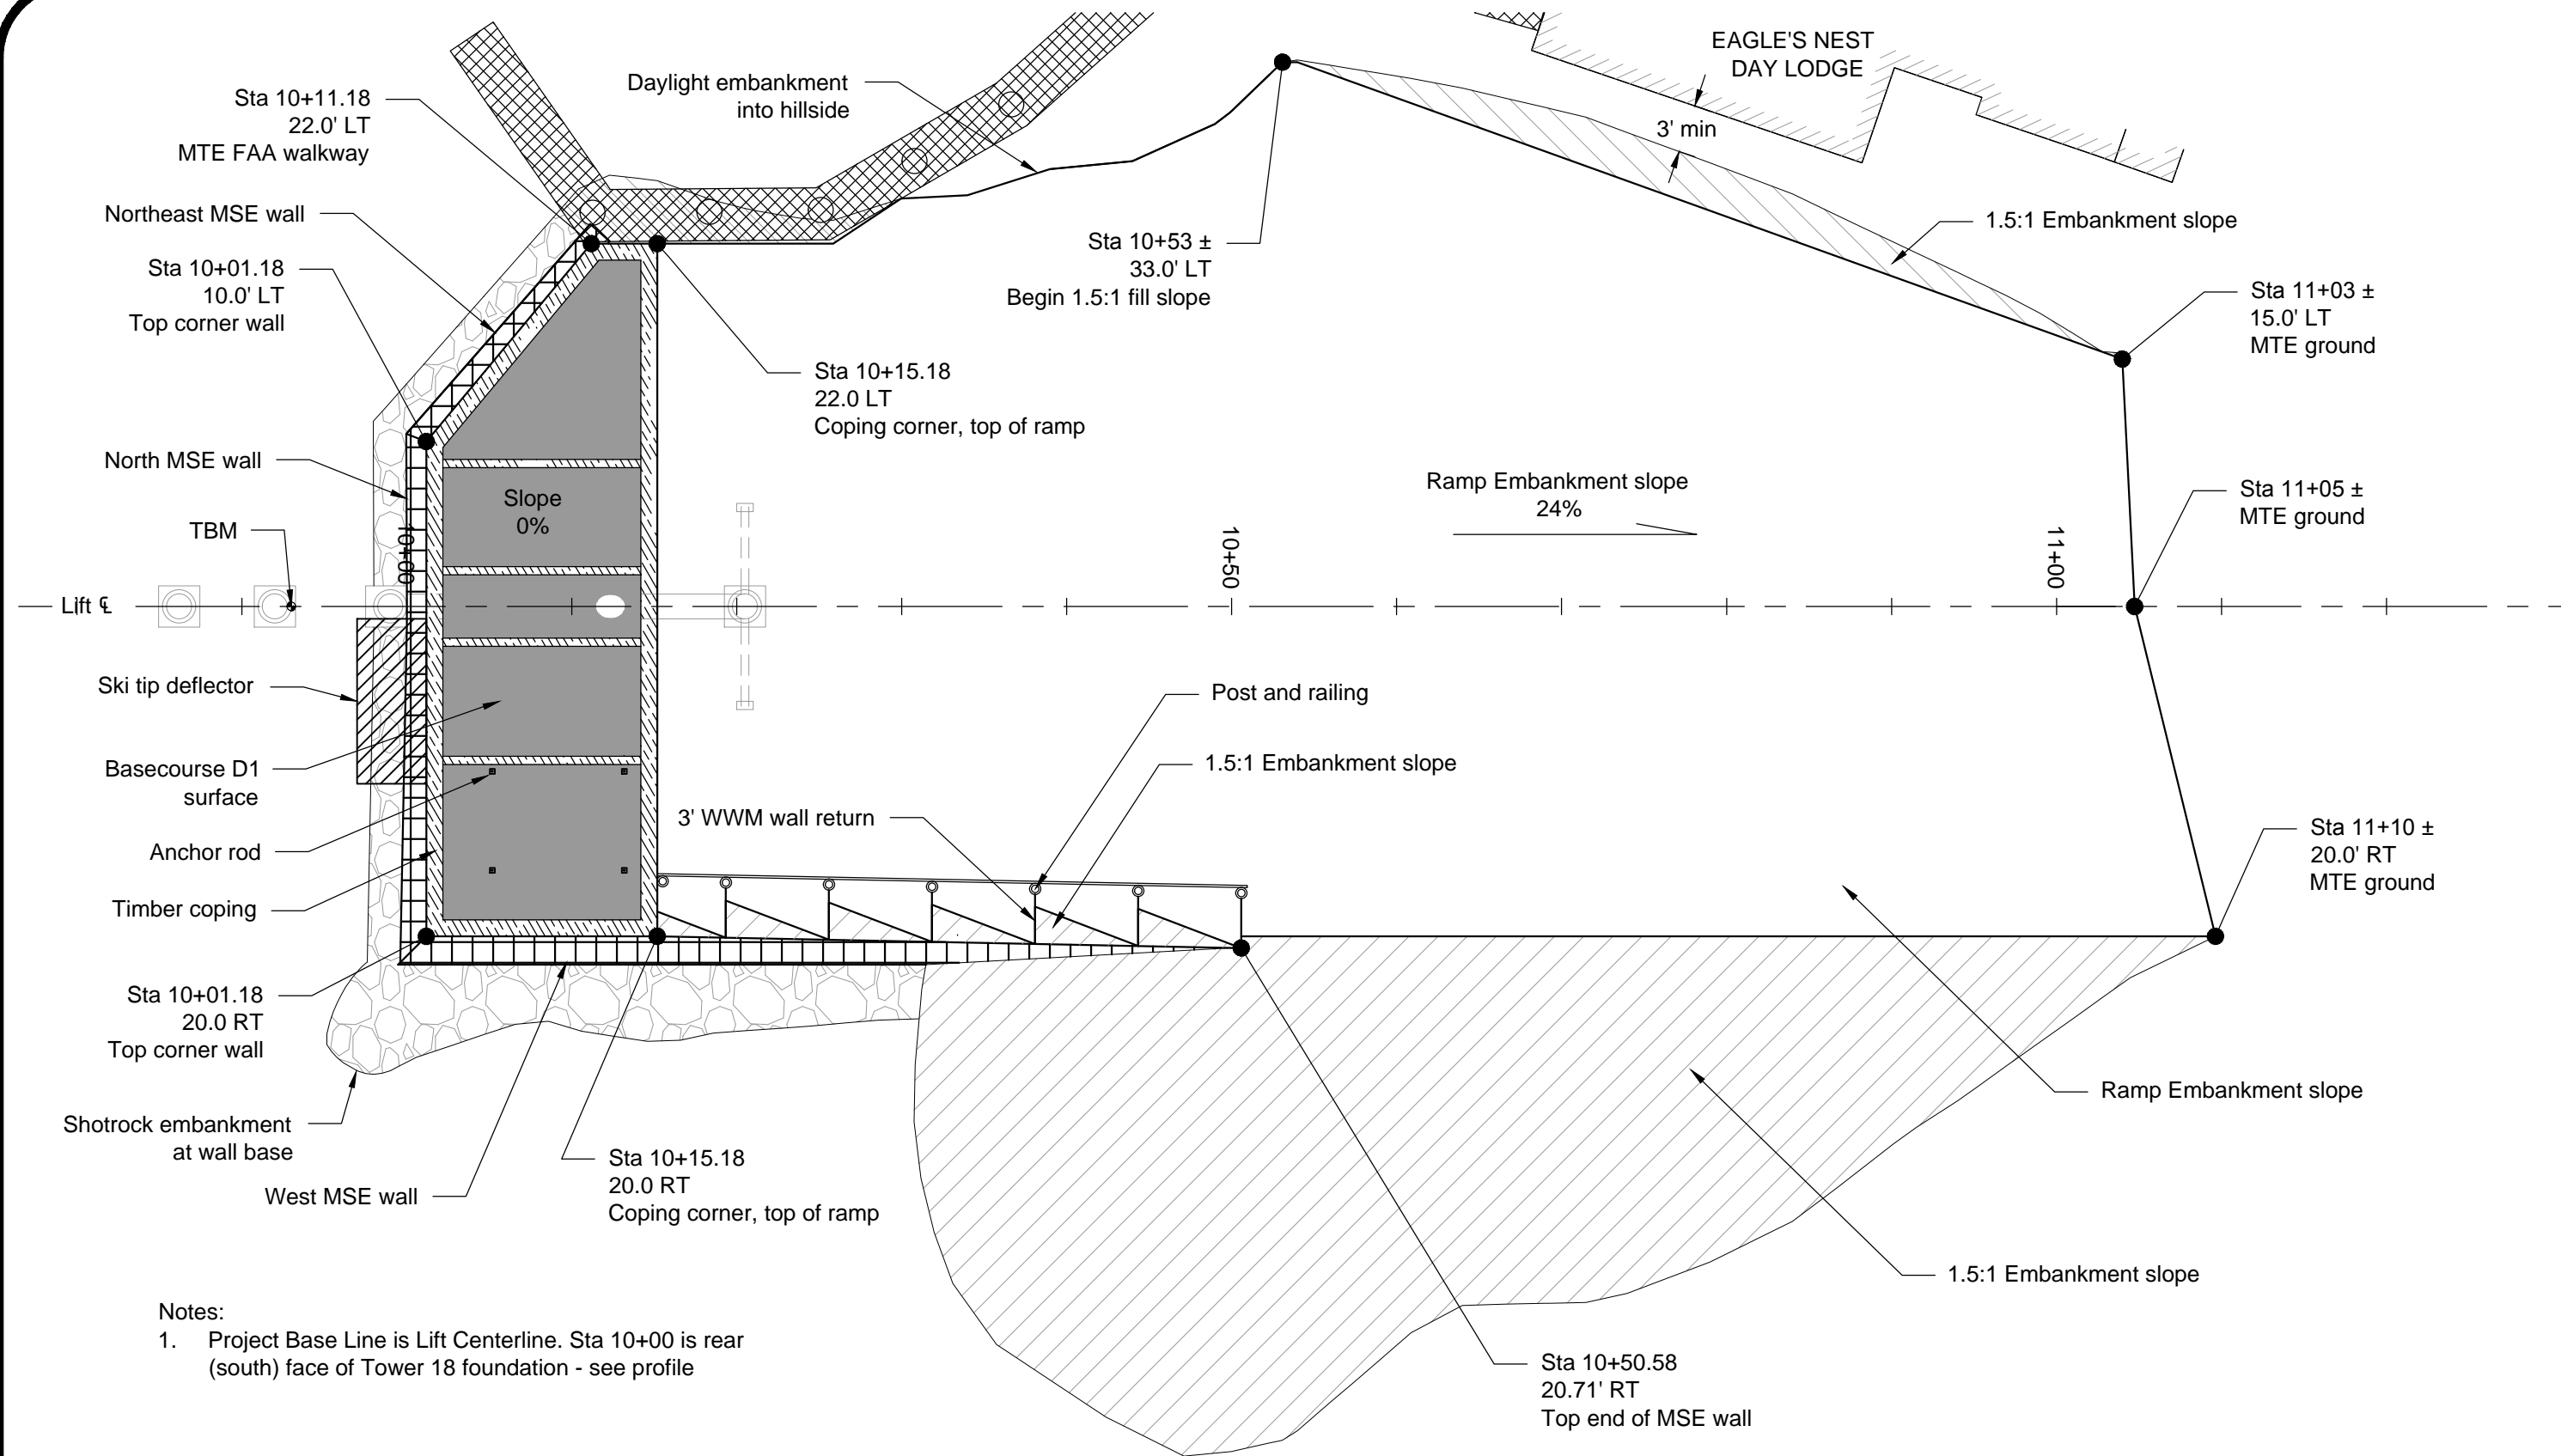 EAGLE'S NEST
DAY LODGE
3' min
Daylight embankment
into hillside
Sta 10+11.18
22.0' LT
MTE FAA walkway
Northeast MSE wall
Sta 10+01.18
10.0' LT
Top corner wall
North MSE wall
TBM
Lift ℄
Ski tip deflector
Basecourse D1
surface
Anchor rod
Timber coping
Sta 10+01.18
20.0 RT
Top corner wall
Shotrock embankment
at wall base
West MSE wall
Slope
0%
10+00
Sta 10+53 ±
33.0' LT
Begin 1.5:1 fill slope
Sta 10+15.18
22.0 LT
Coping corner, top of ramp
1.5:1 Embankment slope
Sta 11+03 ±
15.0' LT
MTE ground
Ramp Embankment slope
24%
10+50
11+00
Sta 11+05 ±
MTE ground
Post and railing
1.5:1 Embankment slope
3' WWM wall return
Sta 11+10 ±
20.0' RT
MTE ground
Ramp Embankment slope
Sta 10+15.18
20.0 RT
Coping corner, top of ramp
1.5:1 Embankment slope
Sta 10+50.58
20.71' RT
Top end of MSE wall
Notes:
1. Project Base Line is Lift Centerline. Sta 10+00 is rear
(south) face of Tower 18 foundation - see profile